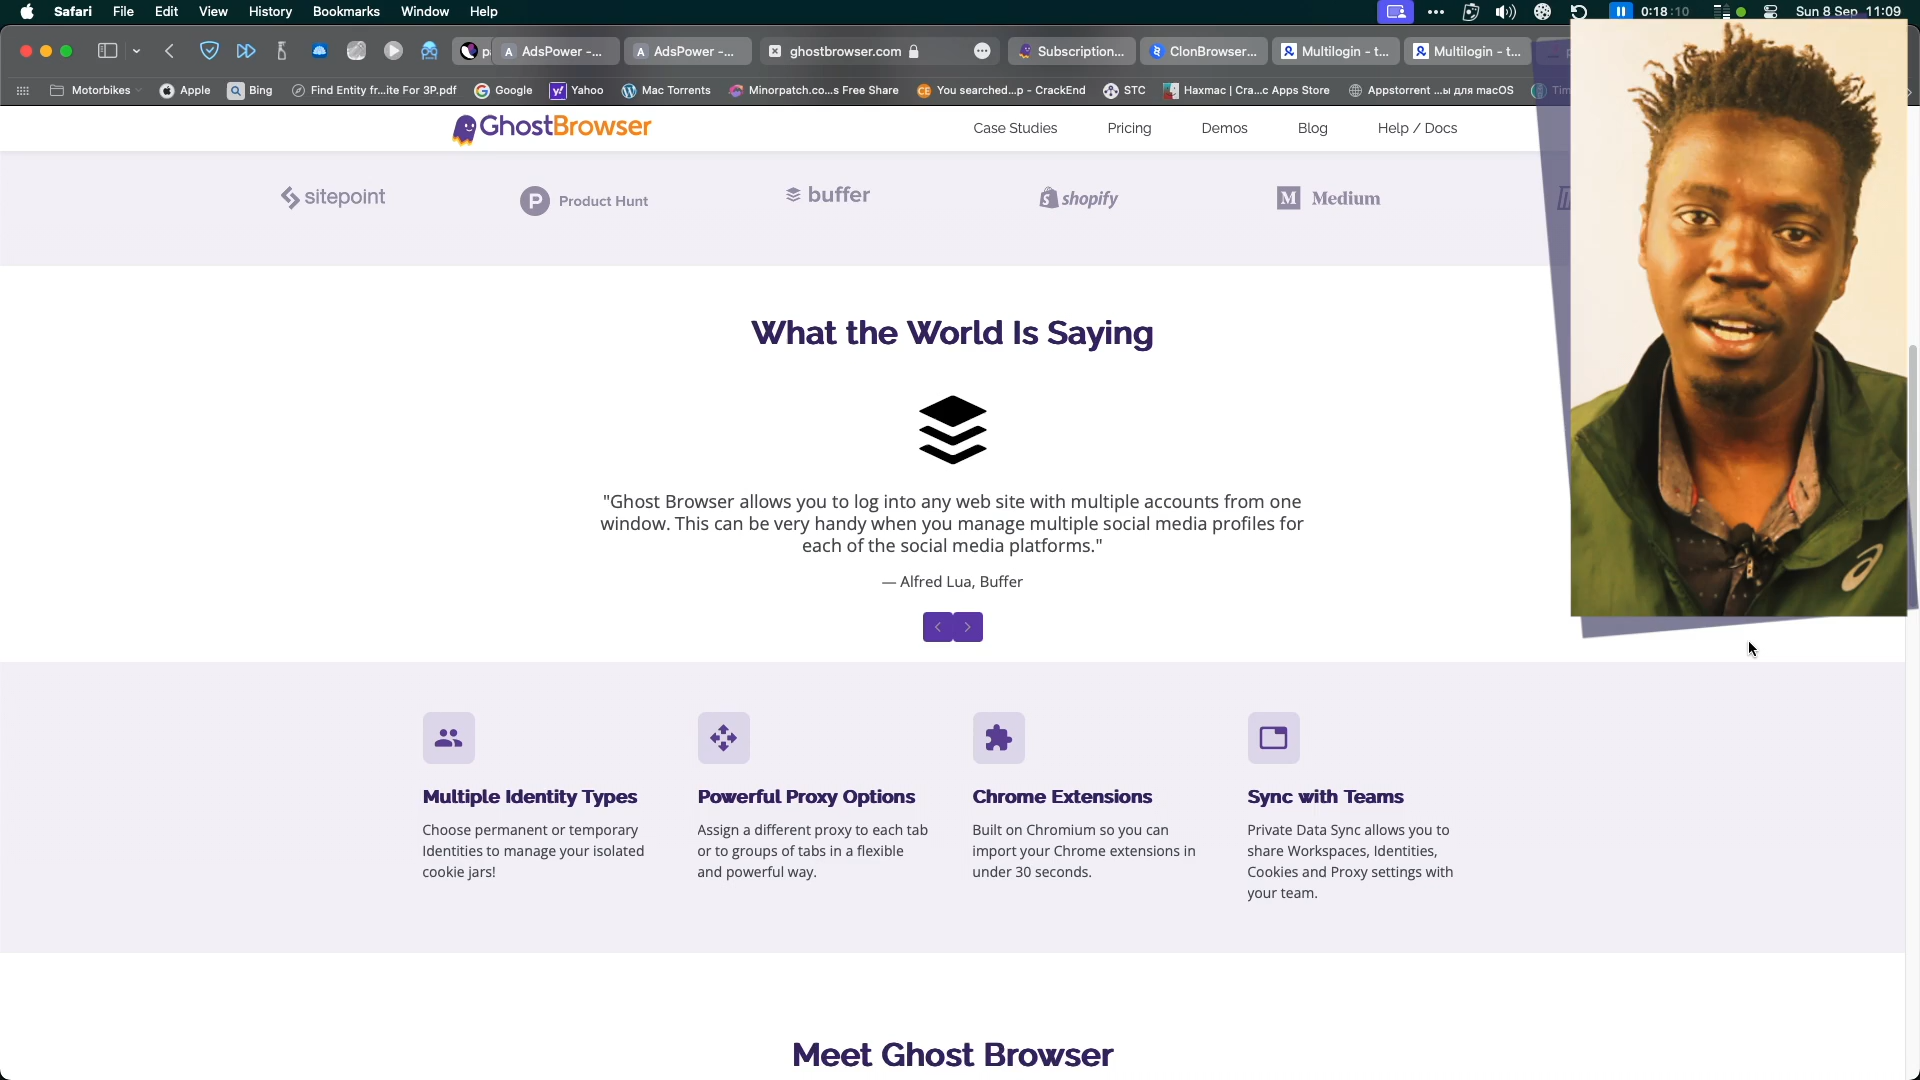 Safari File Edit View History Bookmarks Window Help 0:18:10 Sun 8 Sep 11:09
AdsPower -... AdsPower -... ghostbrowser.com Subscription... ClonBrowser... Multilogin - t... Multilogin - t...
Motorbikes Apple Bing Find Entity fr...ite For 3P.pdf Google Yahoo Mac Torrents Minorpatch.co...s Free Share You searched...p - CrackEnd STC Haxmac | Cra...c Apps Store Appstorrent ...ы для macOS
GhostBrowser Case Studies Pricing Demos Blog Help / Docs
sitepoint Product Hunt buffer shopify Medium
What the World Is Saying
"Ghost Browser allows you to log into any web site with multiple accounts from one
window. This can be very handy when you manage multiple social media profiles for
each of the social media platforms."
— Alfred Lua, Buffer
Multiple Identity Types
Choose permanent or temporary
Identities to manage your isolated
cookie jars!
Powerful Proxy Options
Assign a different proxy to each tab
or to groups of tabs in a flexible
and powerful way.
Chrome Extensions
Built on Chromium so you can
import your Chrome extensions in
under 30 seconds.
Sync with Teams
Private Data Sync allows you to
share Workspaces, Identities,
Cookies and Proxy settings with
your team.
Meet Ghost Browser